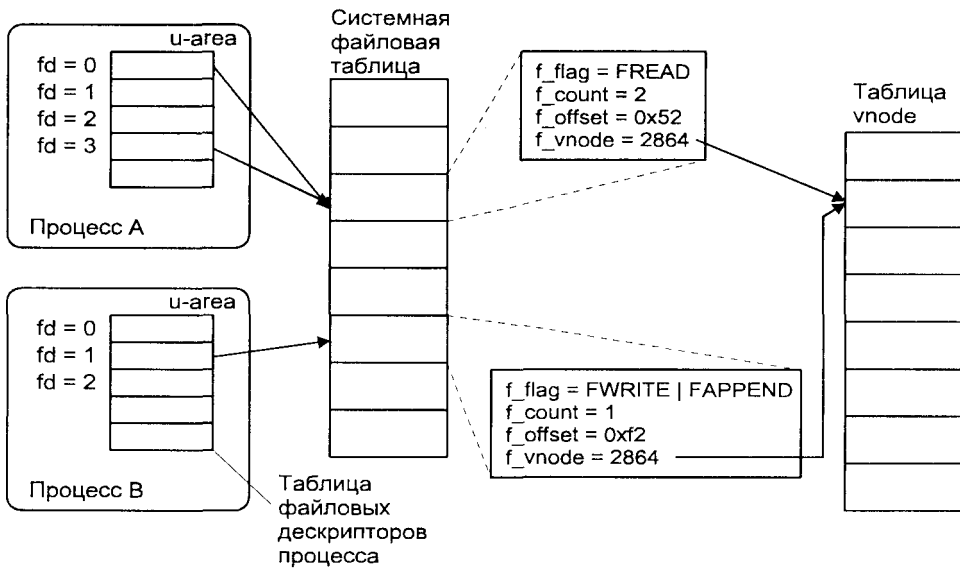 u-area
fd = 0
fd = 1
fd = 2
fd = 3
Процесс A
u-area
fd = 0
fd = 1
fd = 2
Процесс B
Таблица
файловых
дескрипторов
процесса
Системная
файловая
таблица
f_flag = FREAD
f_count = 2
f_offset = 0x52
f_vnode = 2864
f_flag = FWRITE | FAPPEND
f_count = 1
f_offset = 0xf2
f_vnode = 2864
Таблица
vnode